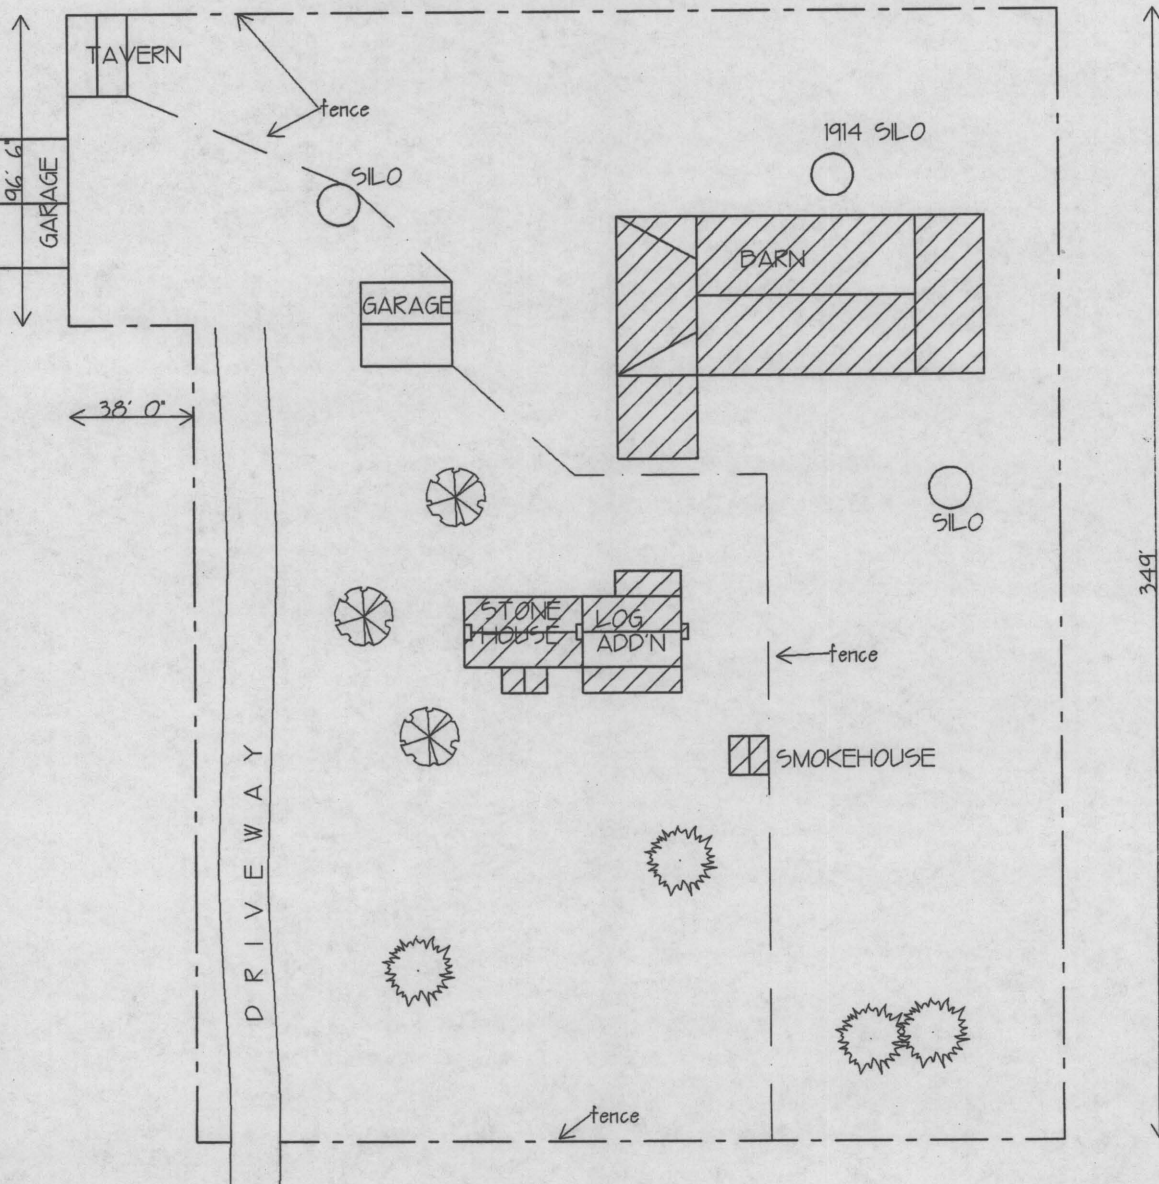 TAVERN
fence
1914 SILO
96' 6"
GARAGE
SILO
BARN
GARAGE
38' 0"
SILO
349'
STONE
HOUSE
LOG
ADD'N
fence
SMOKEHOUSE
DRIVEWAY
fence